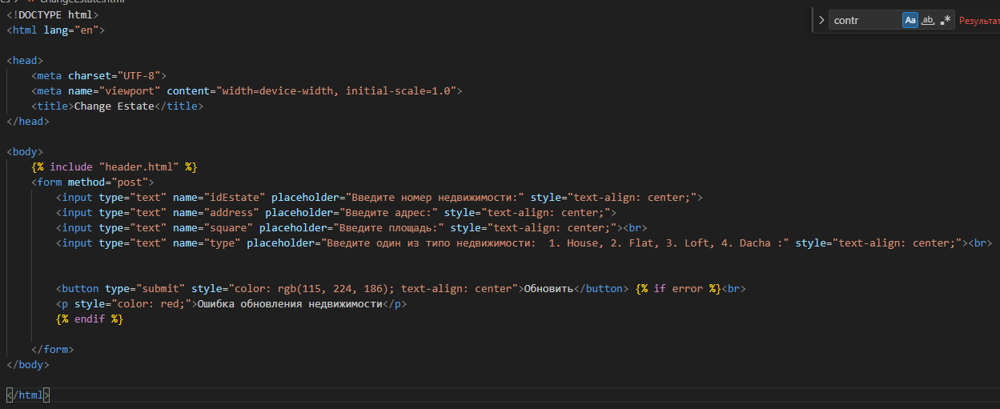 changeEstate.html
<!DOCTYPE html>
<html lang="en">
contr
Aa
ab
.*
Результат
<head>
<meta charset="UTF-8">
<meta name="viewport" content="width=device-width, initial-scale=1.0">
<title>Change Estate</title>
</head>
<body>
{% include "header.html" %}
<form method="post">
<input type="text" name="idEstate" placeholder="Введите номер недвижимости:" style="text-align: center;">
<input type="text" name="address" placeholder="Введите адрес:" style="text-align: center;">
<input type="text" name="square" placeholder="Введите площадь:" style="text-align: center;"><br>
<input type="text" name="type" placeholder="Введите один из типо недвижимости:  1. House, 2. Flat, 3. Loft, 4. Dacha :" style="text-align: center;"><br>
<button type="submit" style="color: rgb(115, 224, 186); text-align: center">Обновить</button> {% if error %}<br>
<p style="color: red;">Ошибка обновления недвижимости</p>
{% endif %}
</form>
</body>
</html>